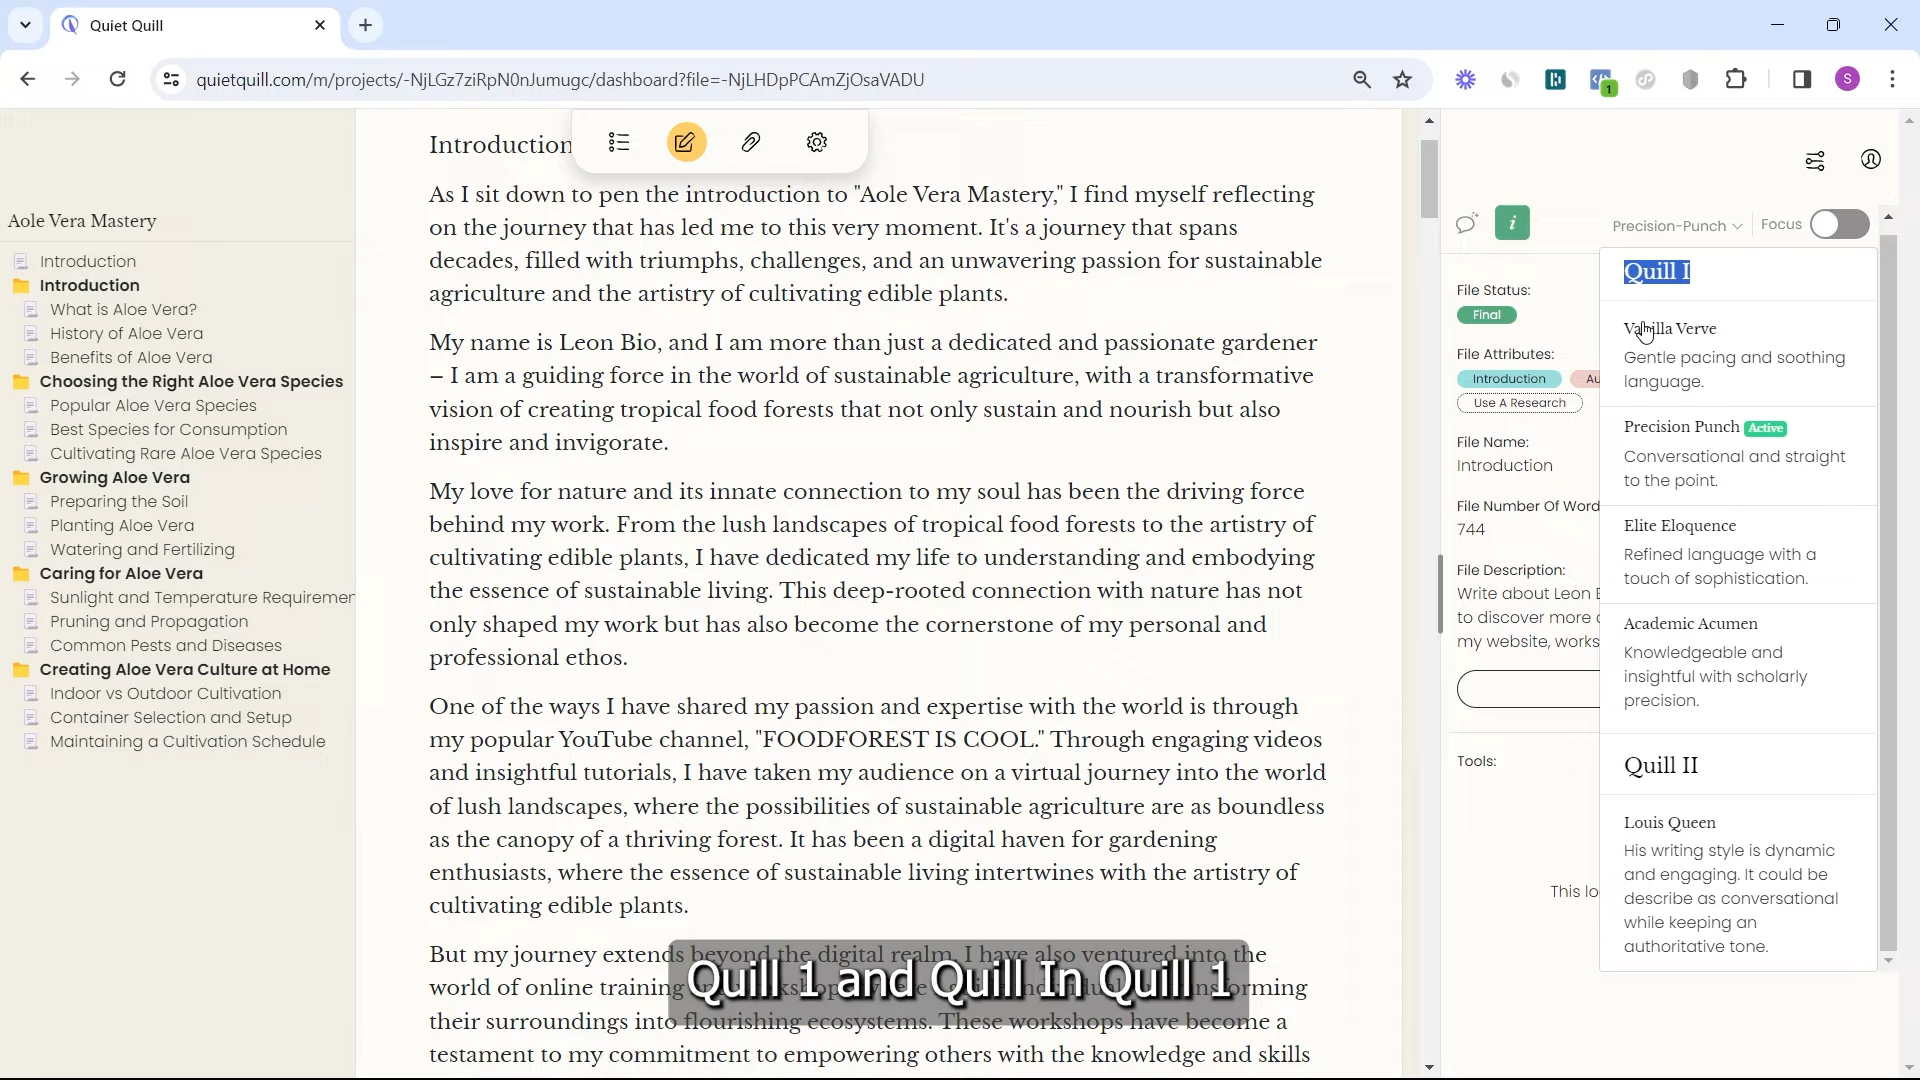 Quiet Quill
quietquill.com/m/projects/-NjLGz7ziRpN0nJumugc/dashboard?file=-NjLHDpPCAmZjOsaVADU
1
S
Aole Vera Mastery
Introduction
Introduction
What is Aloe Vera?
History of Aloe Vera
Benefits of Aloe Vera
Choosing the Right Aloe Vera Species
Popular Aloe Vera Species
Best Species for Consumption
Cultivating Rare Aloe Vera Species
Growing Aloe Vera
Preparing the Soil
Planting Aloe Vera
Watering and Fertilizing
Caring for Aloe Vera
Sunlight and Temperature Requiremen
Pruning and Propagation
Common Pests and Diseases
Creating Aloe Vera Culture at Home
Indoor vs Outdoor Cultivation
Container Selection and Setup
Maintaining a Cultivation Schedule
Introduction
As I sit down to pen the introduction to "Aole Vera Mastery," I find myself reflecting
on the journey that has led me to this very moment. It's a journey that spans
decades, filled with triumphs, challenges, and an unwavering passion for sustainable
agriculture and the artistry of cultivating edible plants.
My name is Leon Bio, and I am more than just a dedicated and passionate gardener
– I am a guiding force in the world of sustainable agriculture, with a transformative
vision of creating tropical food forests that not only sustain and nourish but also
inspire and invigorate.
My love for nature and its innate connection to my soul has been the driving force
behind my work. From the lush landscapes of tropical food forests to the artistry of
cultivating edible plants, I have dedicated my life to understanding and embodying
the essence of sustainable living. This deep-rooted connection with nature has not
only shaped my work but has also become the cornerstone of my personal and
professional ethos.
One of the ways I have shared my passion and expertise with the world is through
my popular YouTube channel, "FOODFOREST IS COOL." Through engaging videos
and insightful tutorials, I have taken my audience on a virtual journey into the world
of lush landscapes, where the possibilities of sustainable agriculture are as boundless
as the canopy of a thriving forest. It has been a digital haven for gardening
enthusiasts, where the essence of sustainable living intertwines with the artistry of
cultivating edible plants.
But my journey extends beyond the digital realm. I have also ventured into the
world of online training
their surroundings into flourishing ecosystems. These workshops have become a
testament to my commitment to empowering others with the knowledge and skills
Quill 1 and Quill In Quill 1
i
Precision-Punch
Focus
File Status:
Final
File Attributes:
Introduction
Au
Use A Research
File Name:
Introduction
File Number Of Word
744
File Description:
Write about Leon
to discover more
my website, works
Tools:
This lo
Quill I
Vanilla Verve
Gentle pacing and soothing
language.
Precision Punch Active
Conversational and straight
to the point.
Elite Eloquence
Refined language with a
touch of sophistication.
Academic Acumen
Knowledgeable and
insightful with scholarly
precision.
Quill II
Louis Queen
His writing style is dynamic
and engaging. It could be
describe as conversational
while keeping an
authoritative tone.